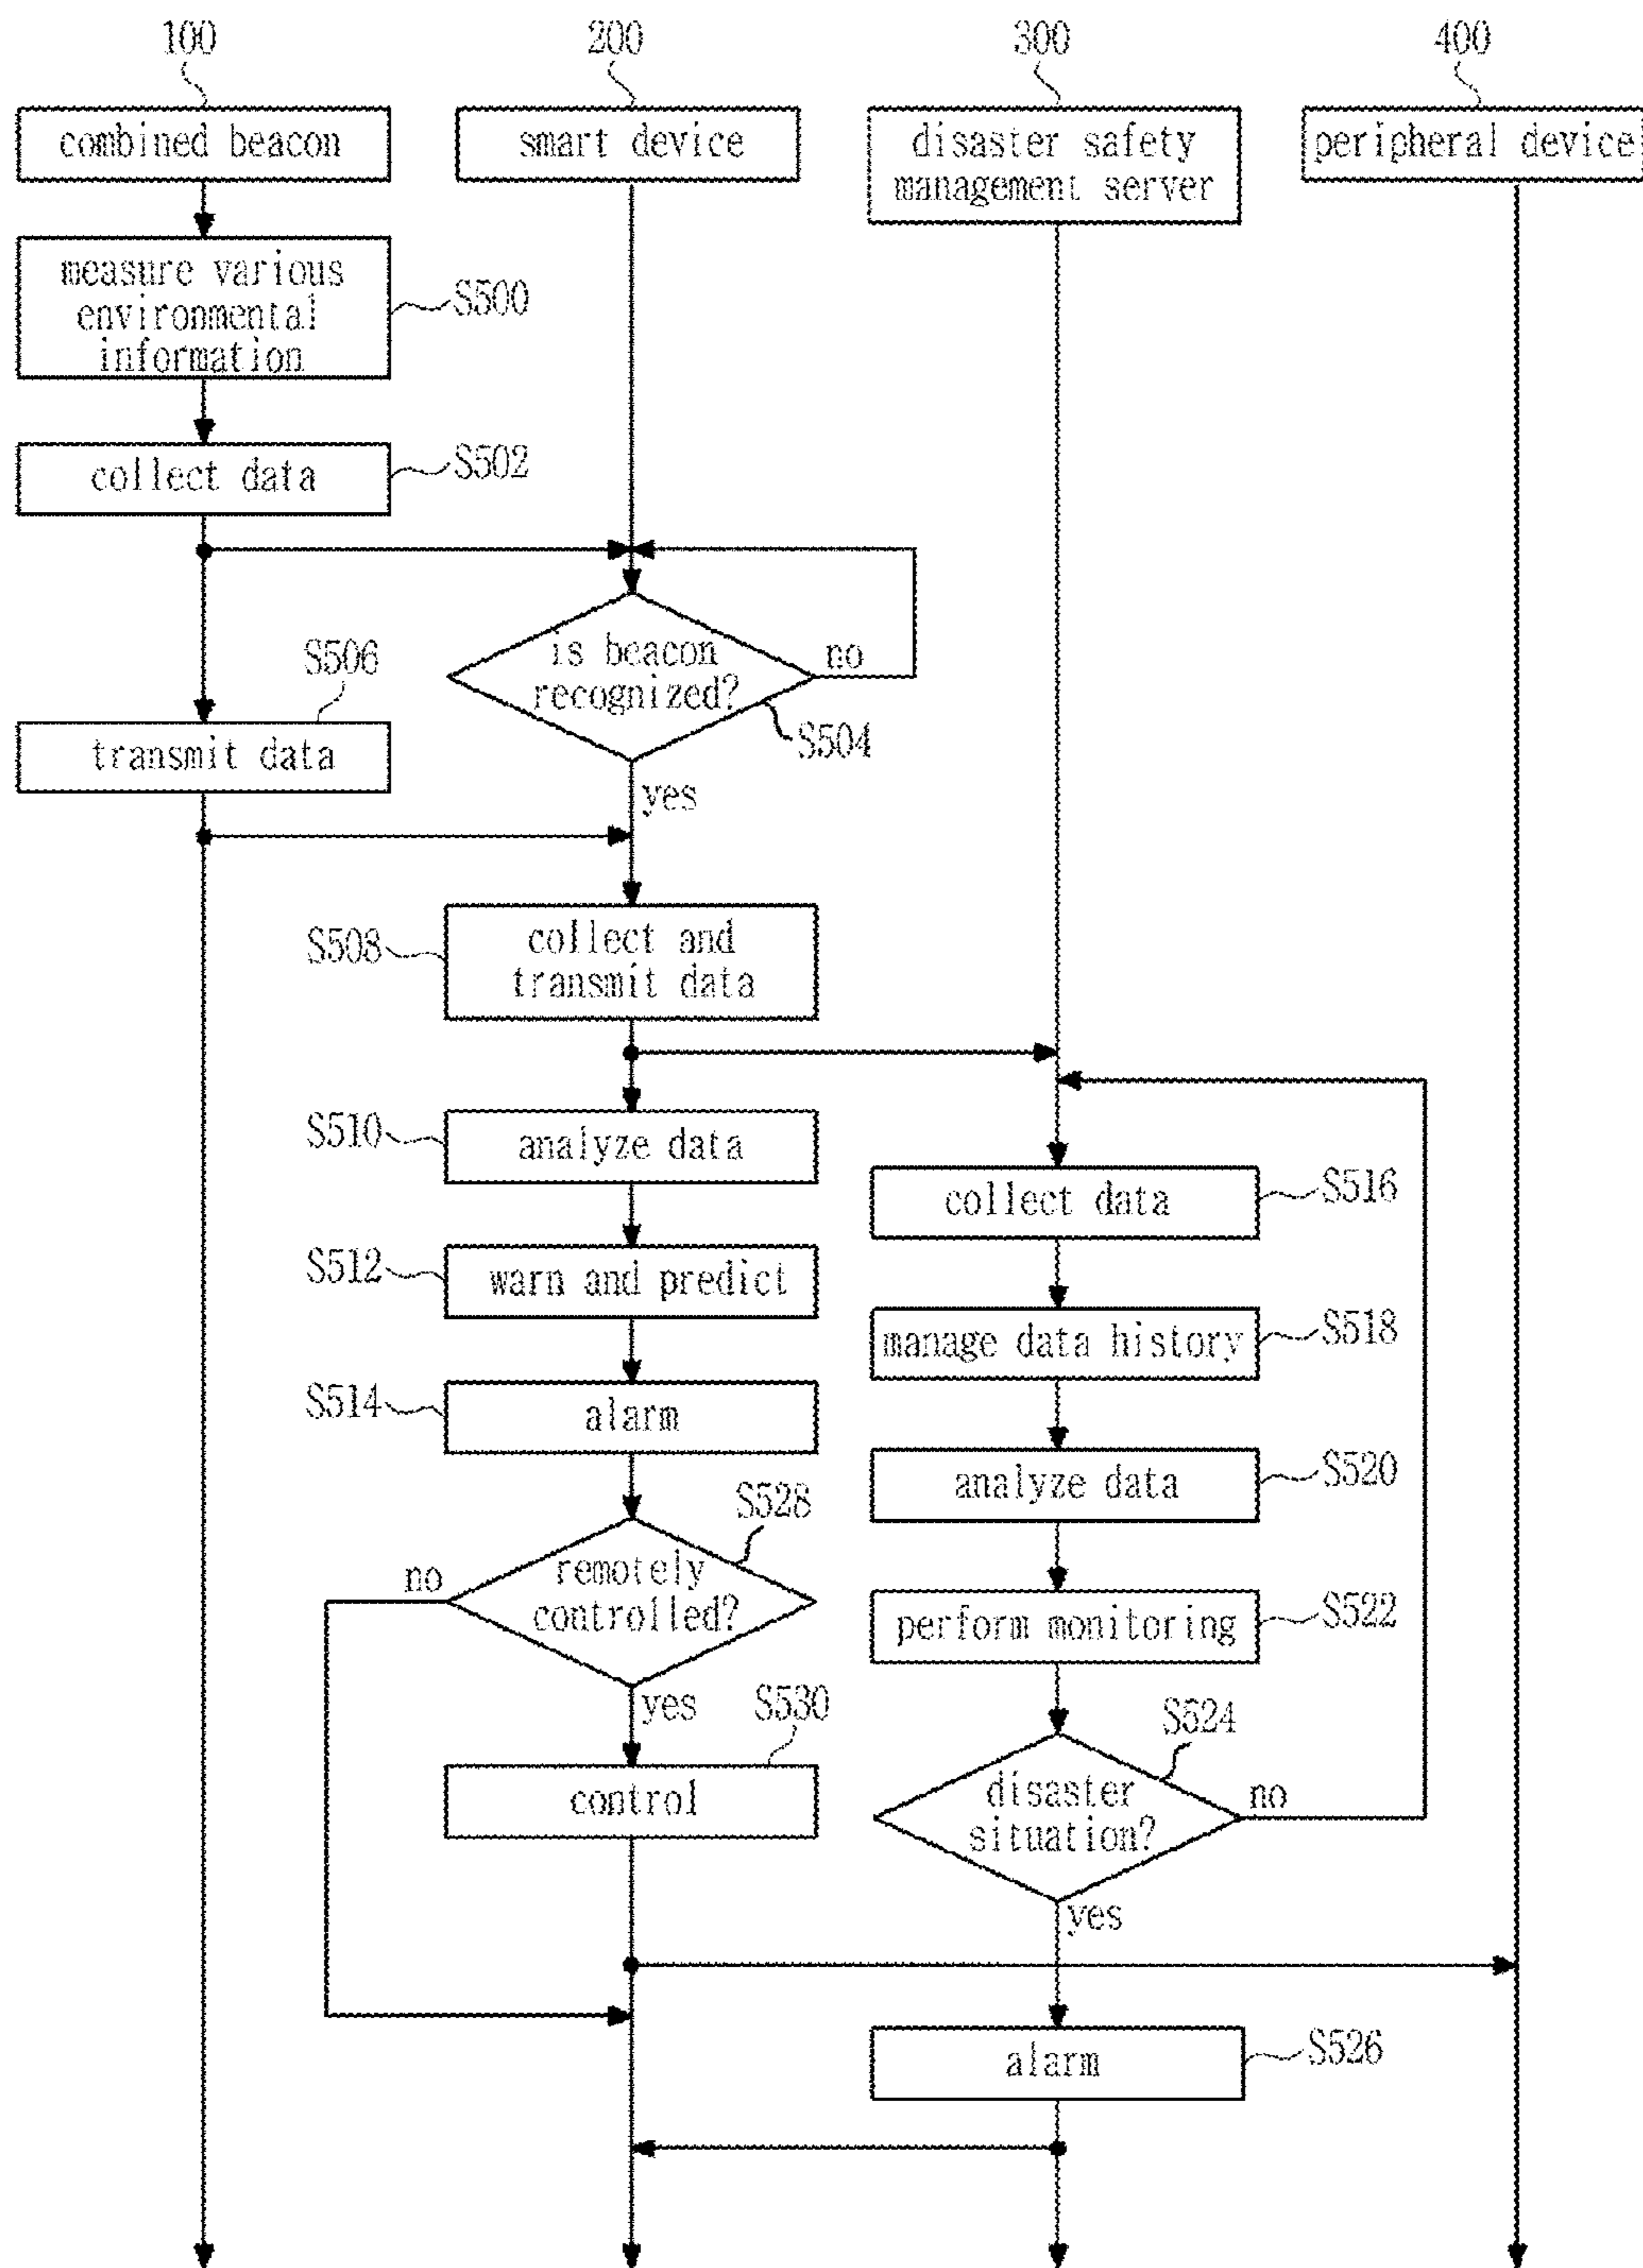 100
200
300
400
combined beacon
smart device
disaster safety
management server
peripheral device
measure various
environmental
information
S500
collect data
S502
is beacon
recognized?
no
S504
yes
S506
transmit data
S508
collect and
transmit data
S510
analyze data
S516
collect data
S512
warn and predict
S518
manage data history
S514
alarm
S520
analyze data
S528
remotely
controlled?
no
yes
S522
perform monitoring
S530
control
S524
disaster
situation?
no
yes
S526
alarm